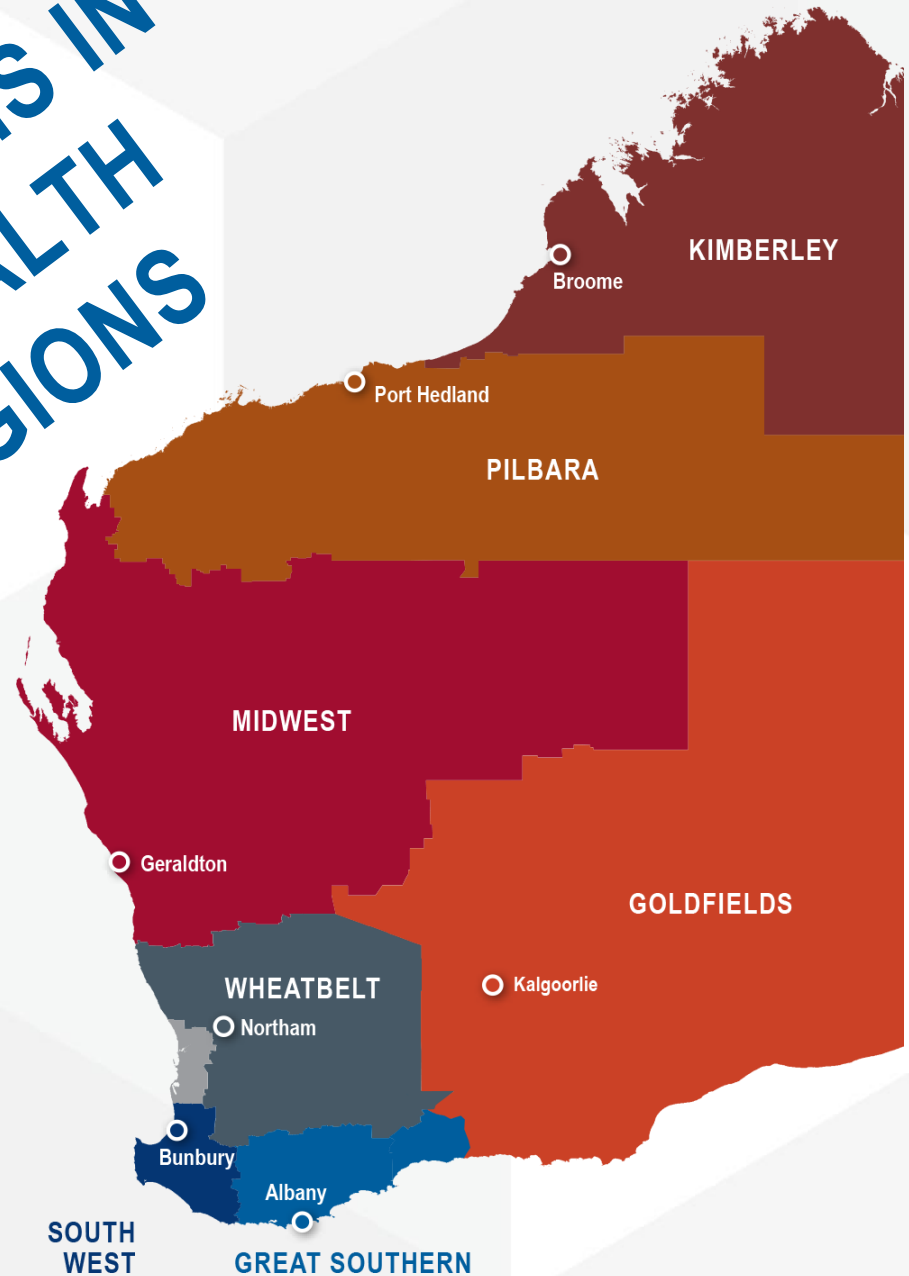 IN
GIONS
KIMBERLEY
Broome
Port Hedland
PILBARA
MIDWEST
Geraldton
GOLDFIELDS
WHEATBELT
Kalgoorlie
Northam
Bunbury
Albany
SOUTH
WEST
GREAT SOUTHERN